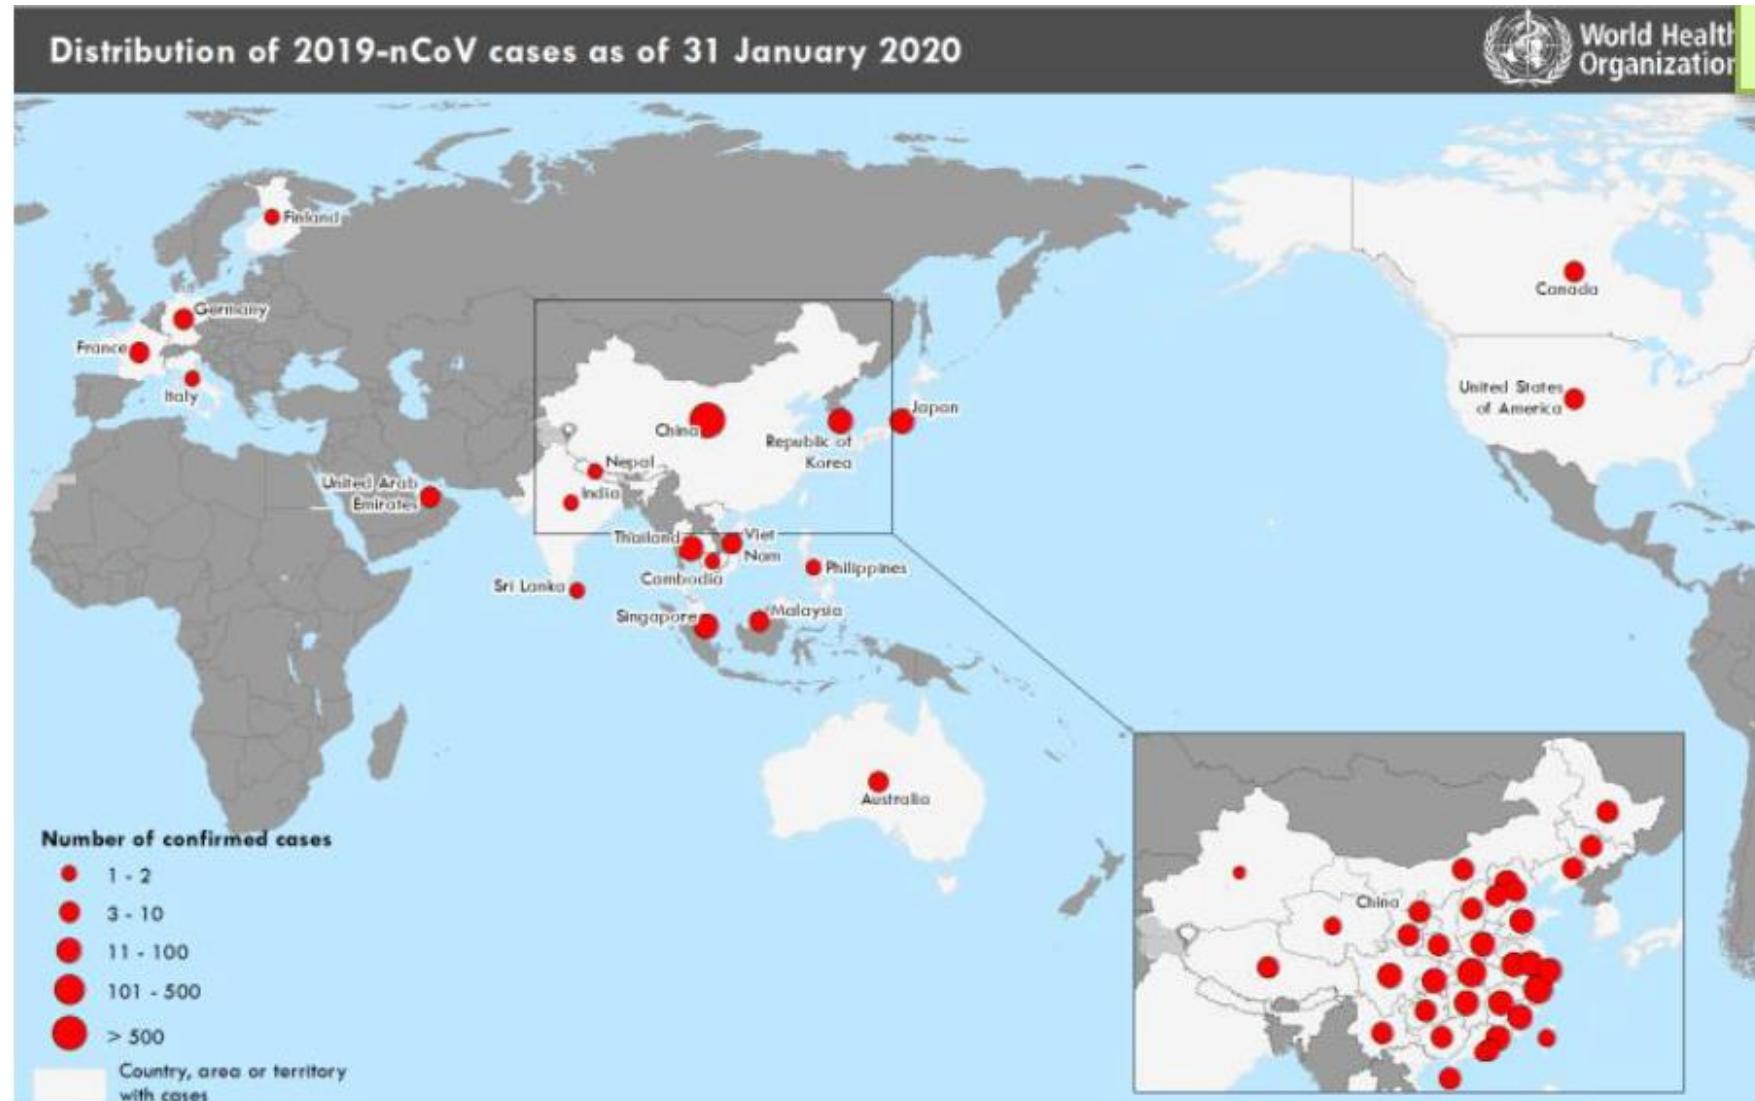 Distribution of 2019-nCoV cases as of 31 January 2020
World Health
Organization
Finland
Germany
France
Italy
United Arab
Emirates
China
Republic of
Korea
Japan
Nepal
India
Thailand
Viet
Nam
Cambodia
Philippines
Sri Lanka
Singapore
Malaysia
Australia
Canada
United States
of America
China
Number of confirmed cases
1 - 2
3 - 10
11 - 100
101 - 500
> 500
Country, area or territory
with cases